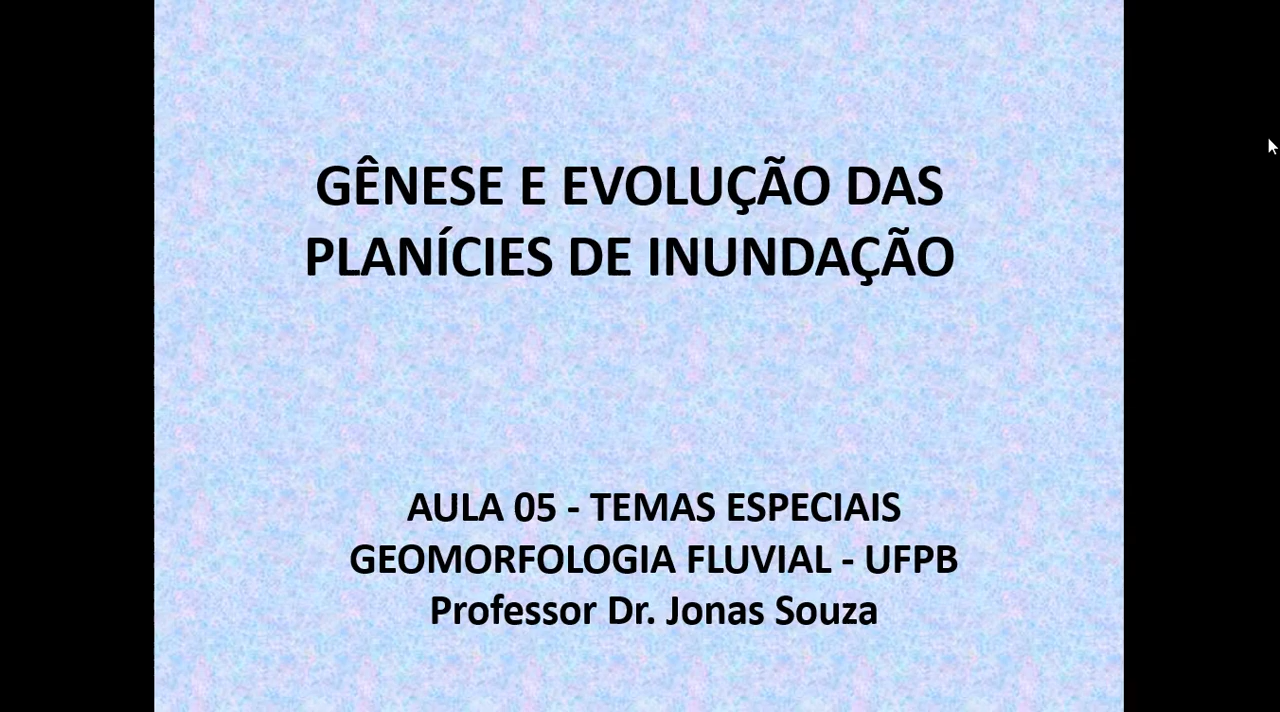 GÊNESE E EVOLUÇÃO DAS
PLANÍCIES DE INUNDAÇÃO
AULA 05 - TEMAS ESPECIAIS
GEOMORFOLOGIA FLUVIAL - UFPB
Professor Dr. Jonas Souza